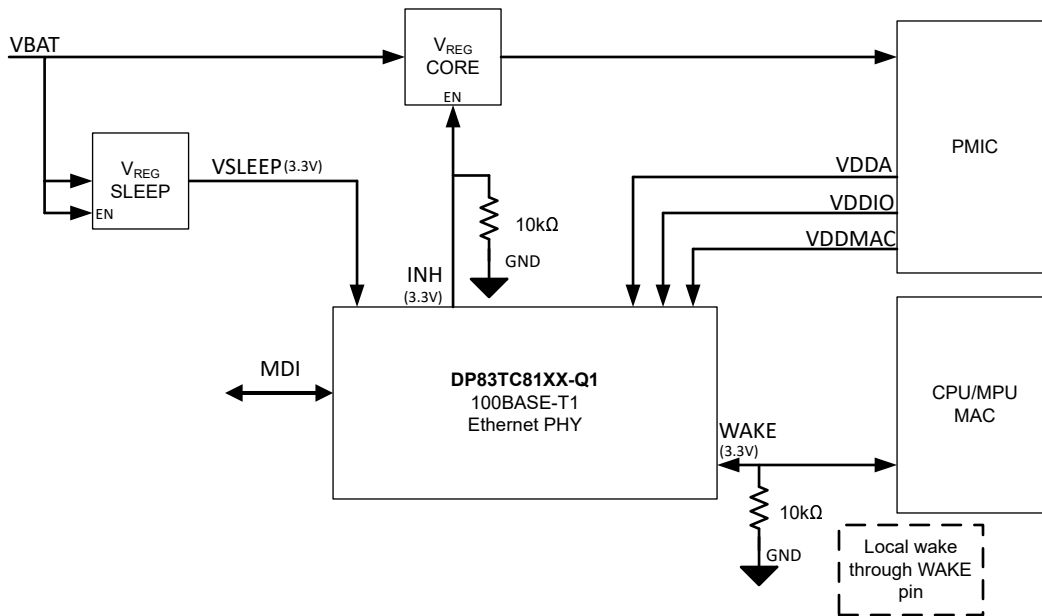 VBAT
VREG
CORE
EN
VREG
SLEEP
EN
VSLEEP(3.3V)
10kΩ
GND
INH
(3.3V)
PMIC
VDDA
VDDIO
VDDMAC
MDI
DP83TC81XX-Q1
100BASE-T1
Ethernet PHY
WAKE
(3.3V)
CPU/MPU
MAC
10kΩ
GND
Local wake
through WAKE
pin